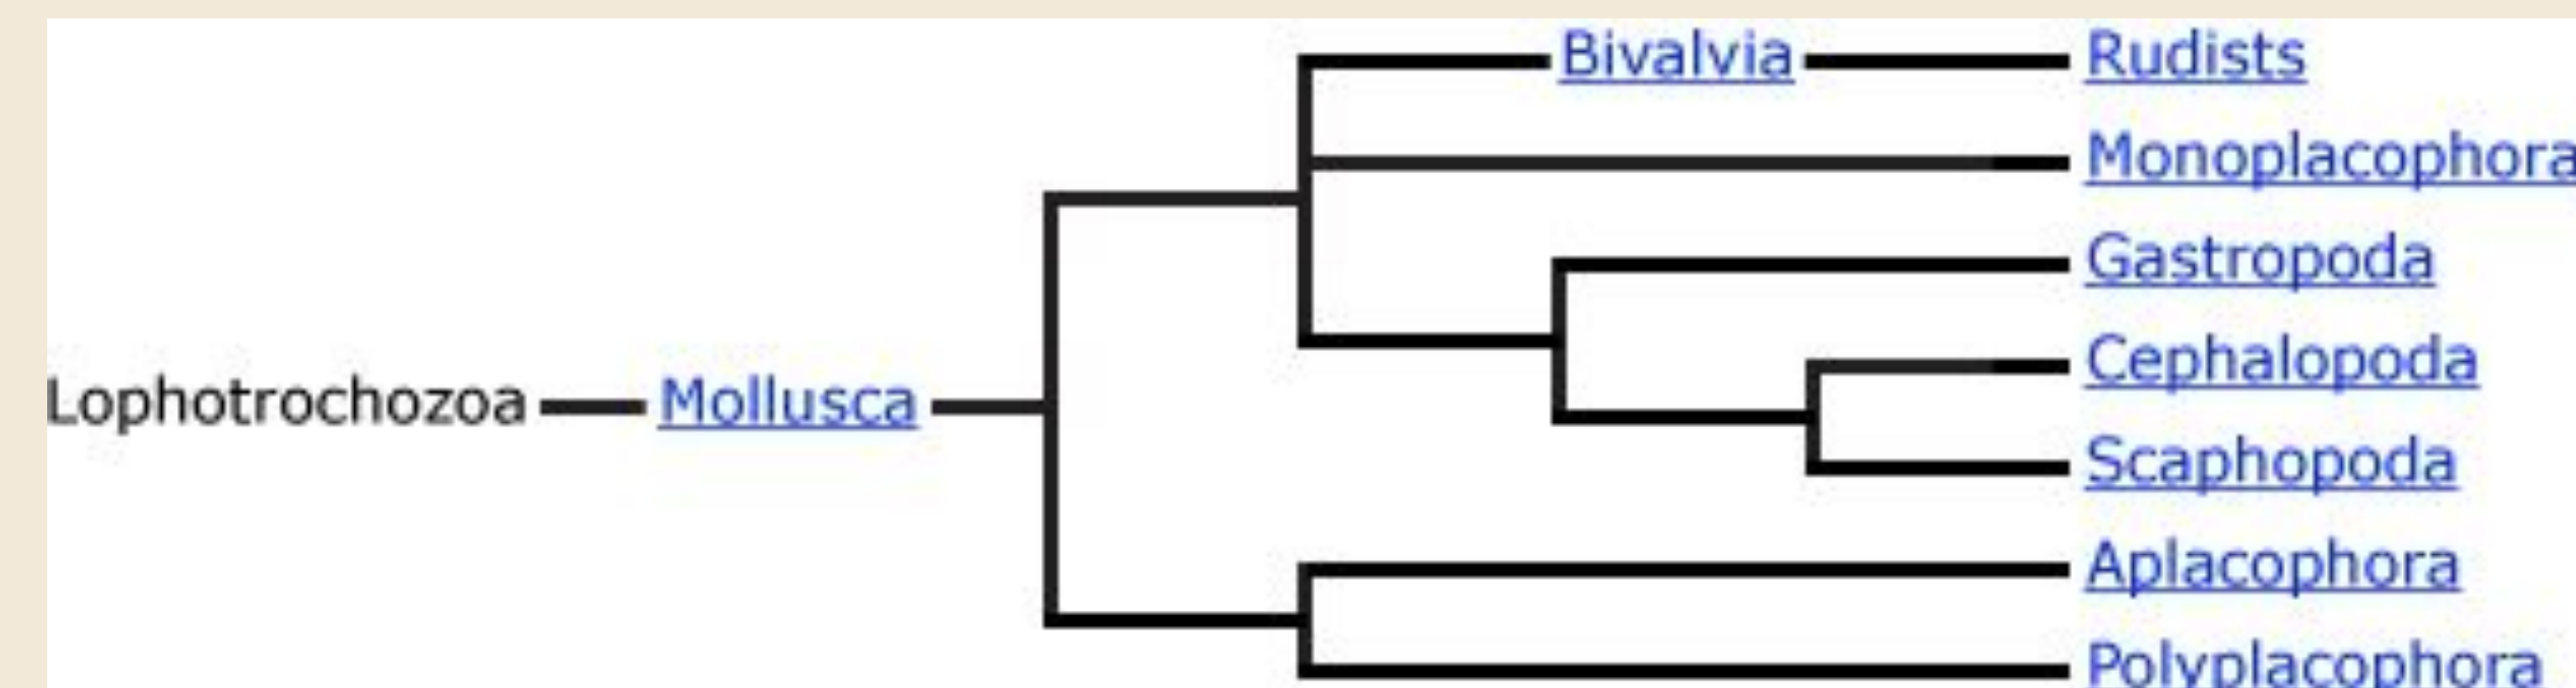 Bivalvia Rudists
Monoplacophora
Gastropoda
Cephalopoda
Lophotrochozoa Mollusca
Scaphopoda
Aplacophora
Polyplacophora